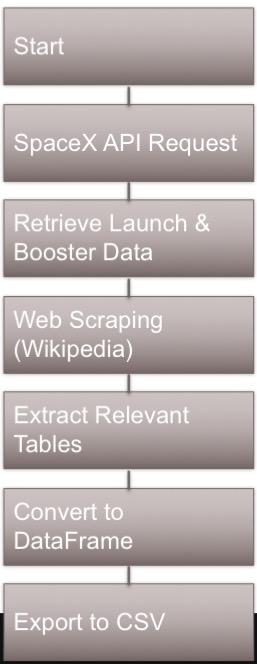 Start
SpaceX API Request
Retrieve Launch &
Booster Data
Web Scraping
(Wikipedia)
Extract Relevant
Tables
Convert to
DataFrame
Export to CSV